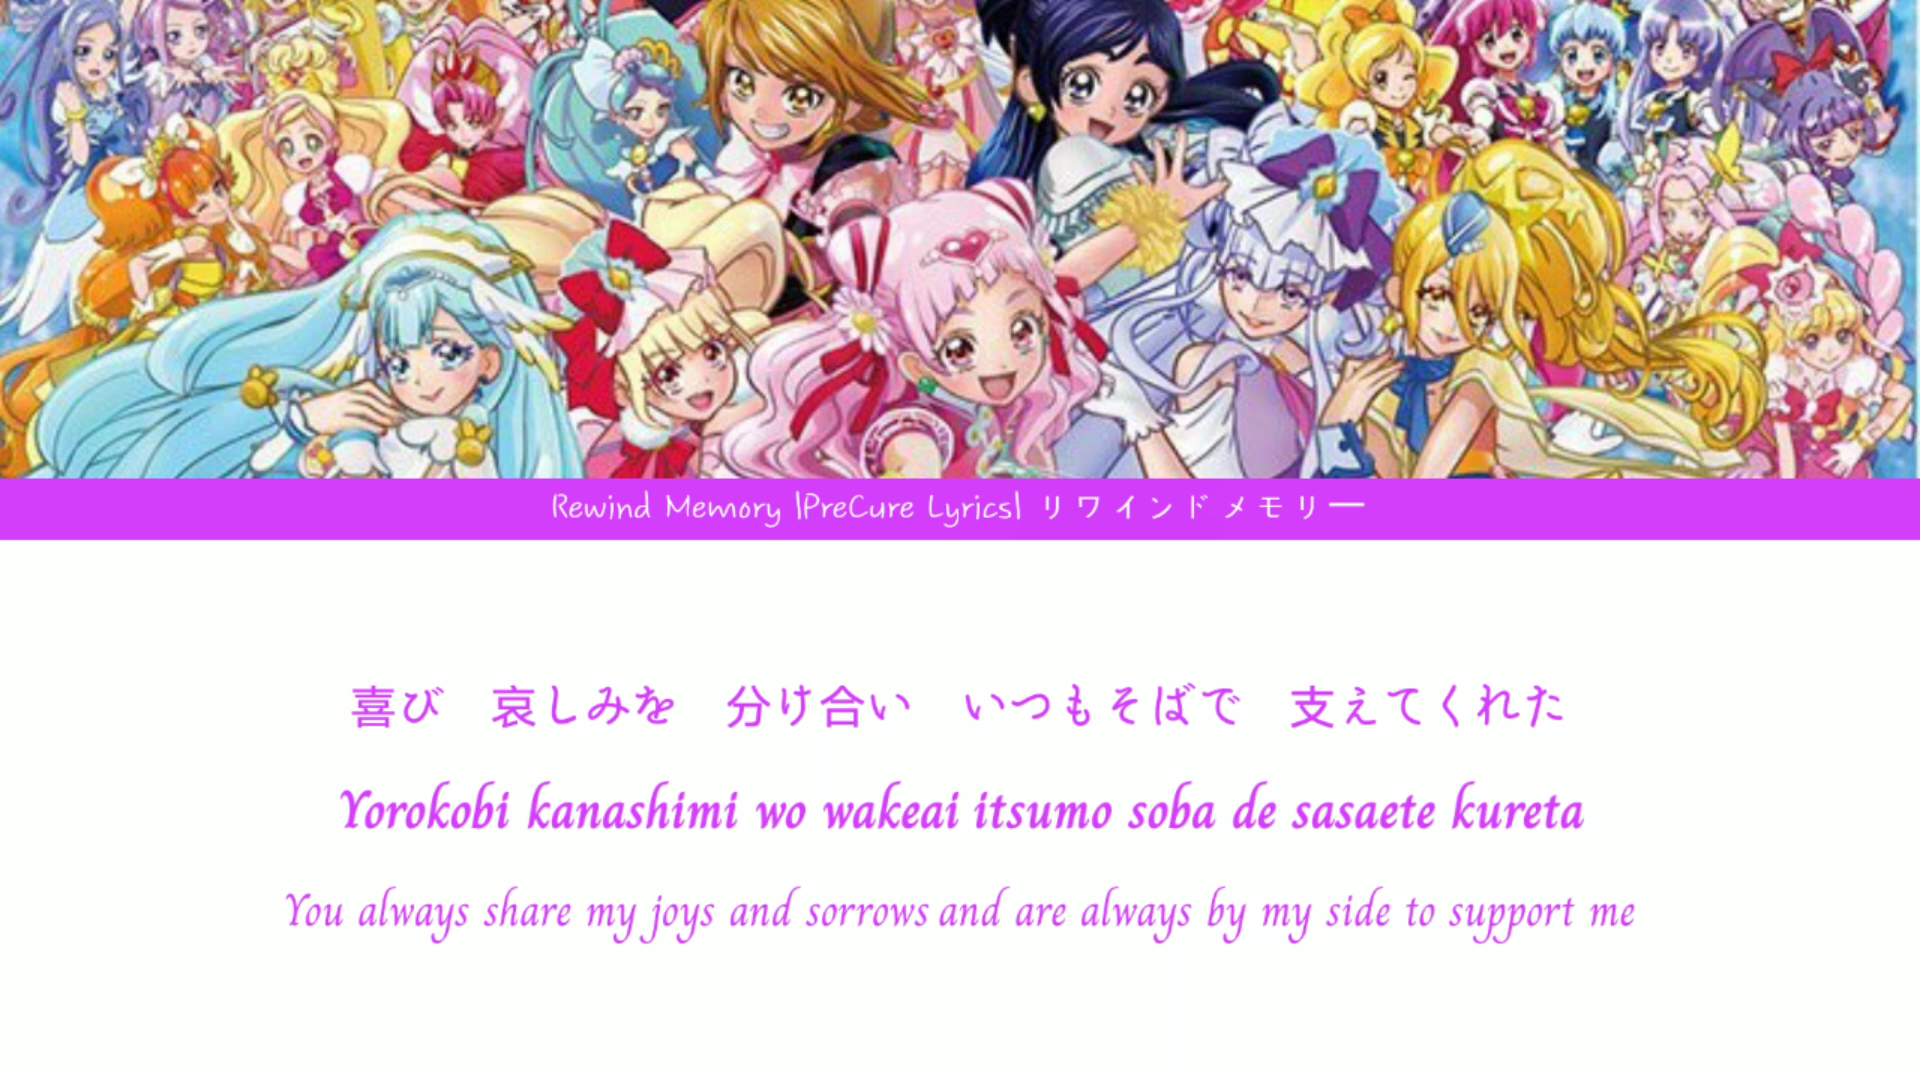 Rewind Memory |PreCure Lyrics| リワインドメモリー
喜び　哀しみを　分け合い　いつもそばで　支えてくれた
Yorokobi kanashimi wo wakeai itsumo soba de sasaete kureta
You always share my joys and sorrows and are always by my side to support me